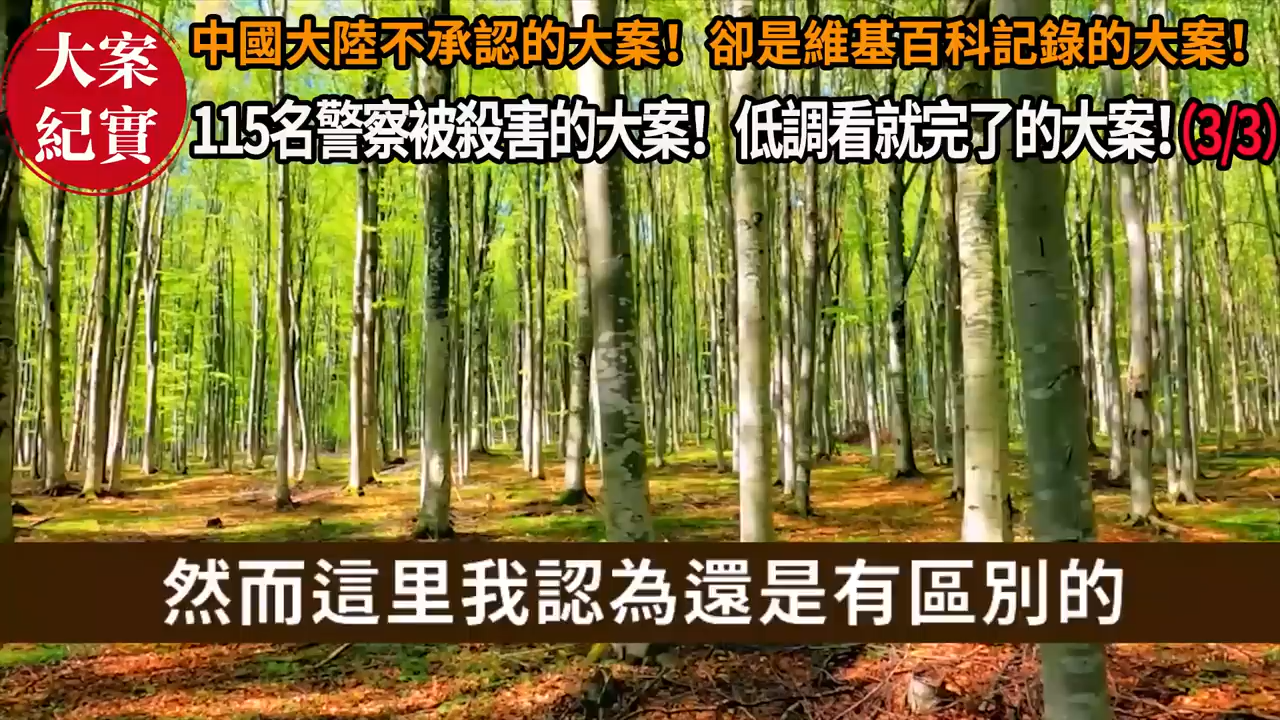 大案
紀實
中國大陸不承認的大案！卻是維基百科記錄的大案！
115名警察被殺害的大案！低調看就完了的大案！(3/3)
然而這里我認為還是有區別的